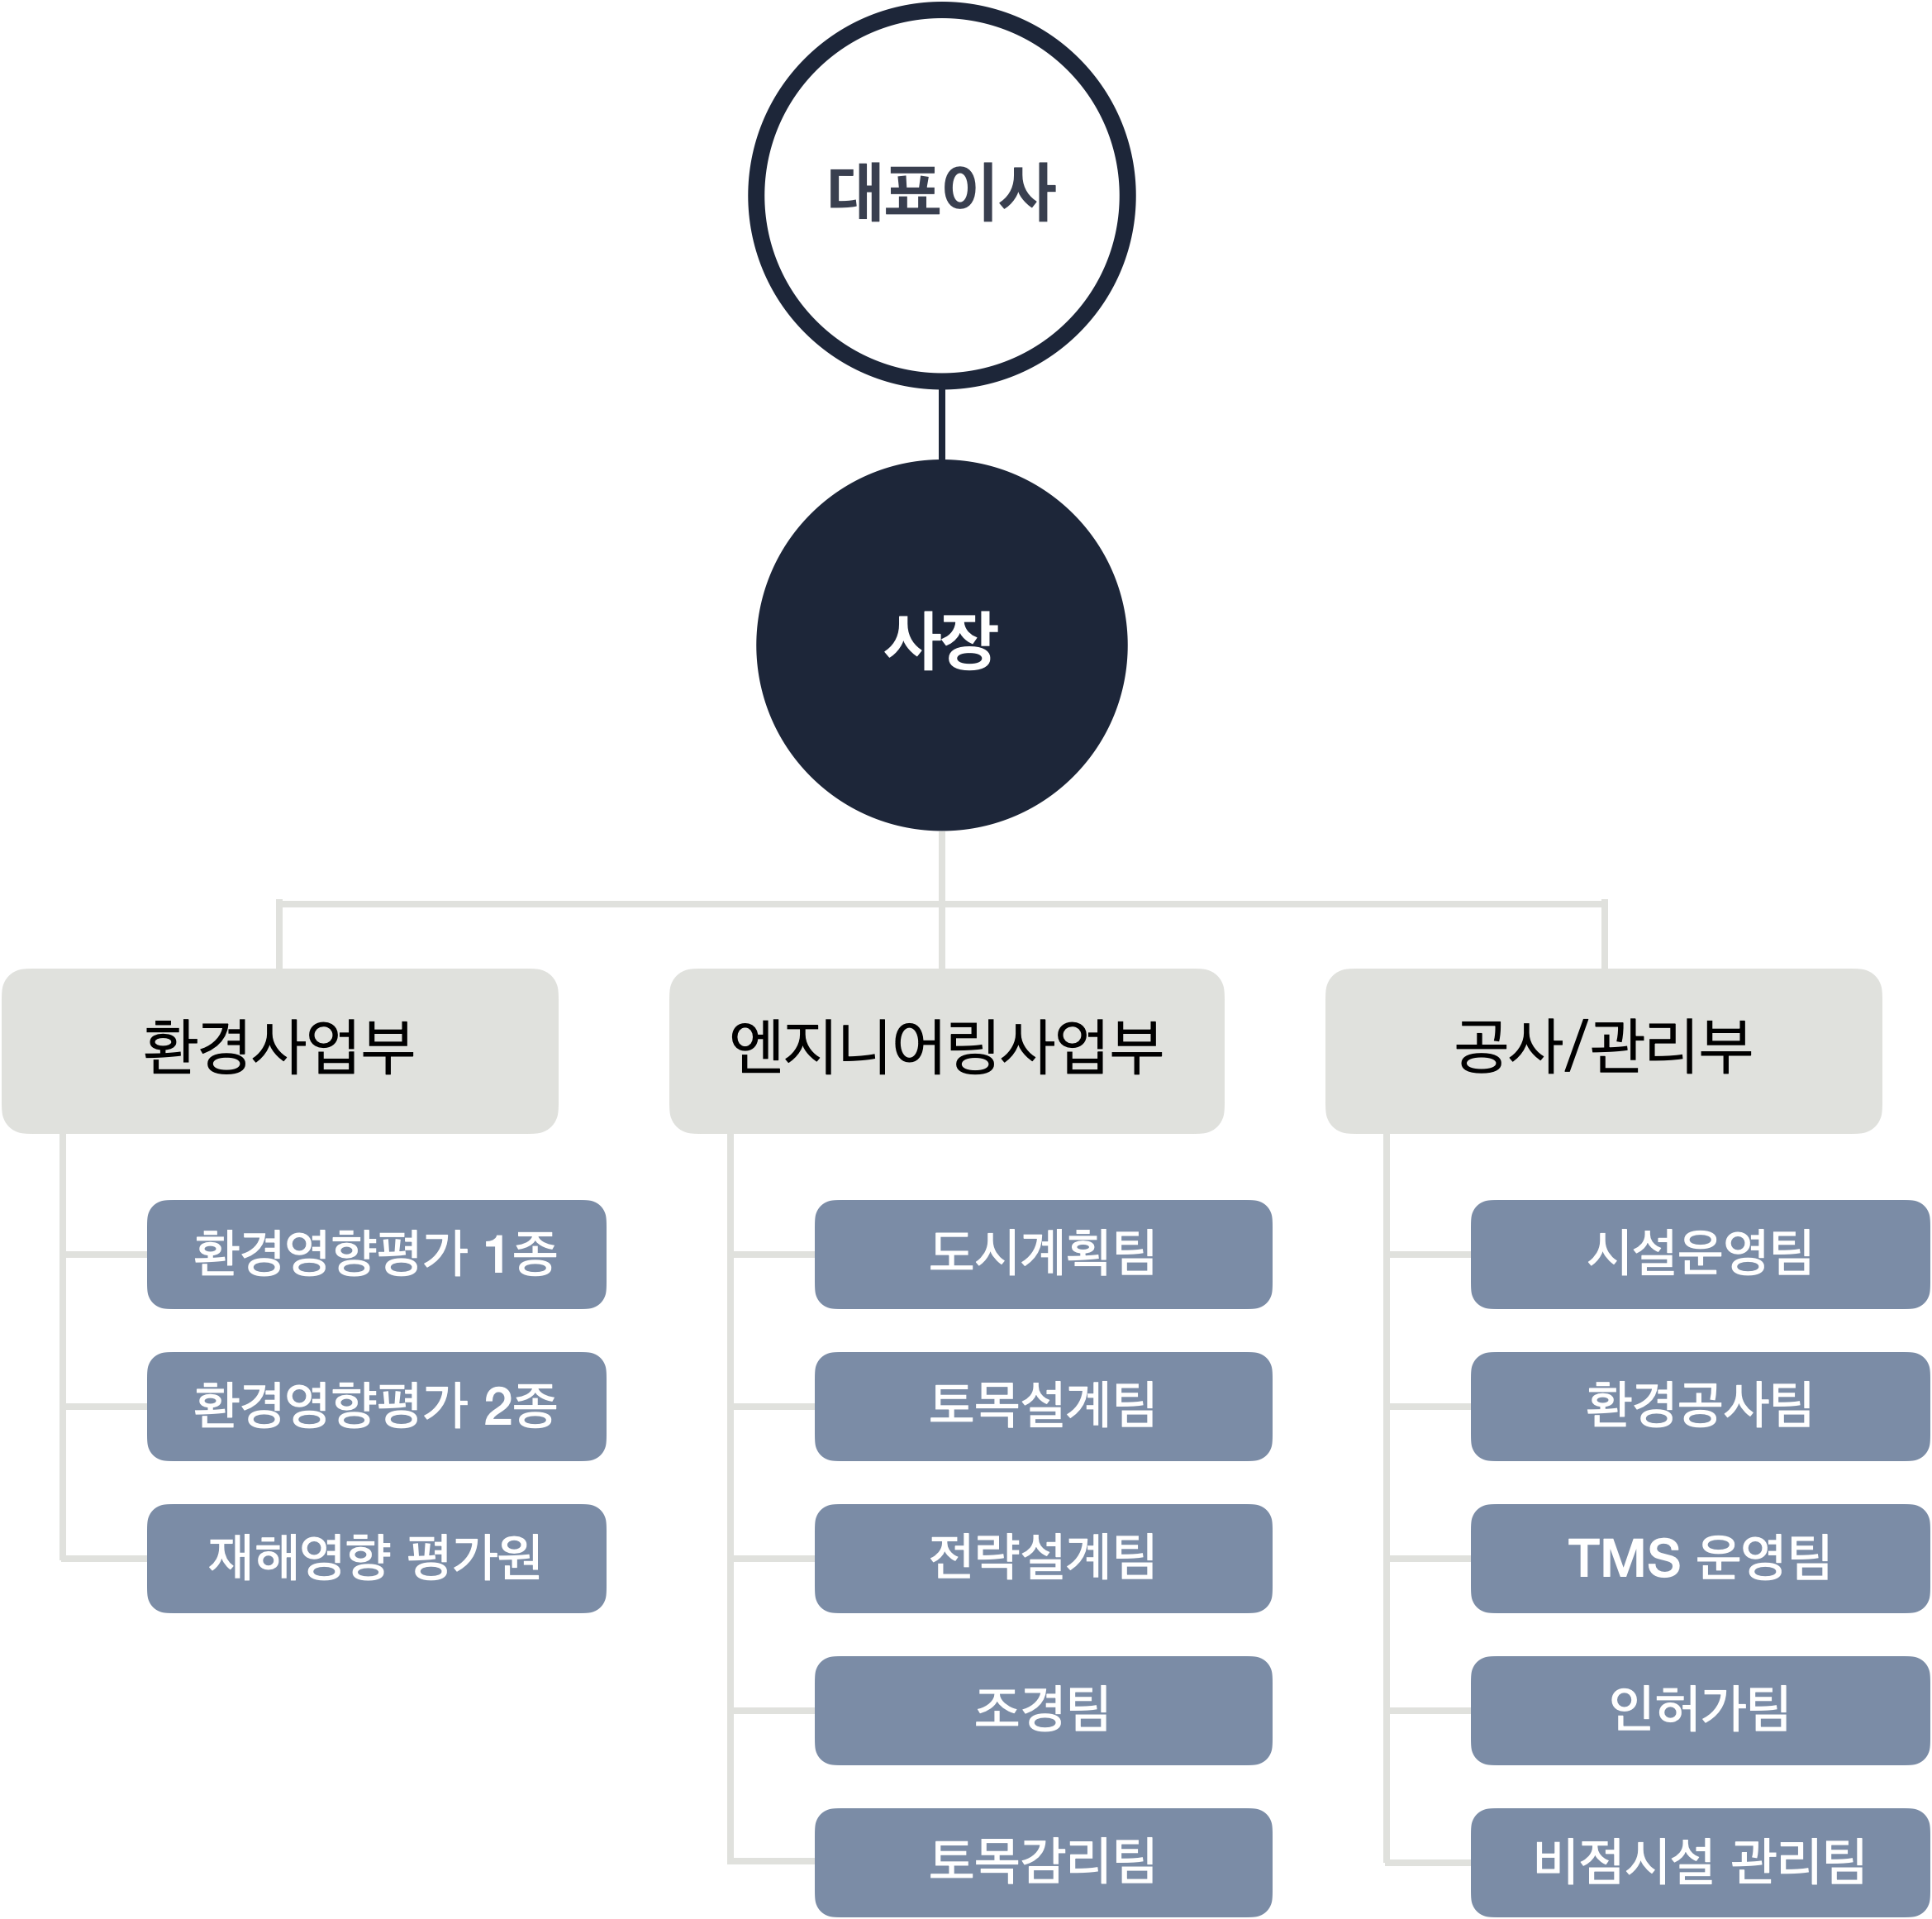 대표이사
사장
환경사업부
환경영향평가 1종
환경영향평가 2종
재해영향 평가원
엔지니어링사업부
도시계획팀
토목설계팀
전력설계팀
조경팀
토목감리팀
공사/관리부
시설운영팀
환경공사팀
TMS운영팀
인허가팀
비점시설 관리팀